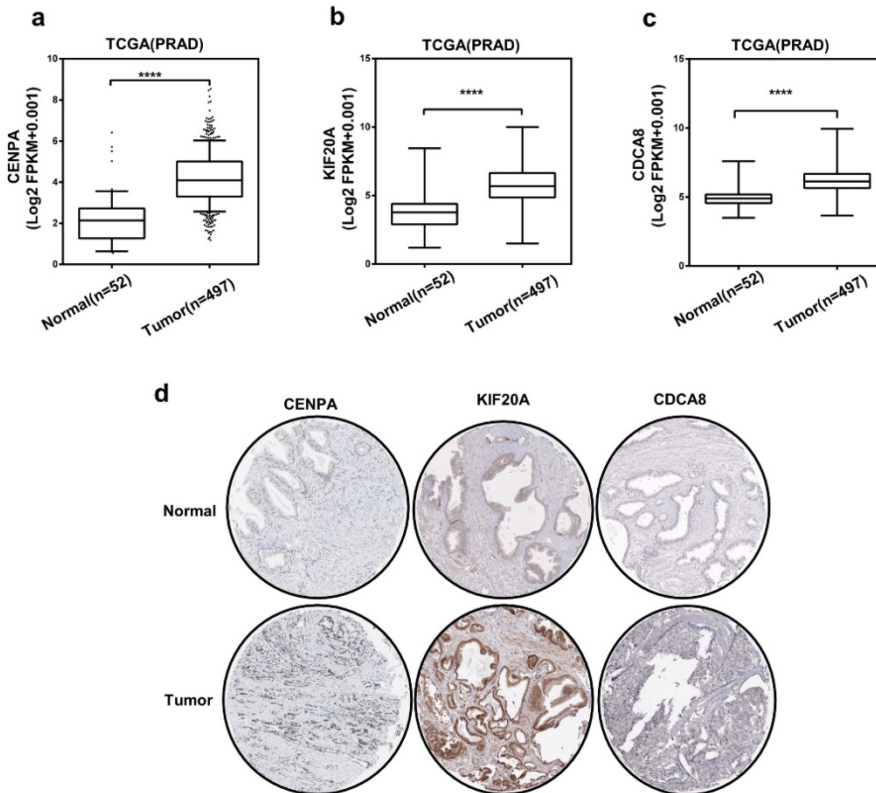 a
TCGA(PRAD)
CENPA
(Log2 FPKM+0.001)
10
8
6
4
2
0
****
Normal(n=52)
Tumor(n=497)
b
TCGA(PRAD)
KIF20A
(Log2 FPKM+0.001)
15
10
5
0
****
Normal(n=52)
Tumor(n=497)
c
TCGA(PRAD)
CDCA8
(Log2 FPKM+0.001)
15
10
5
0
****
Normal(n=52)
Tumor(n=497)
d
CENPA
KIF20A
CDCA8
Normal
Tumor